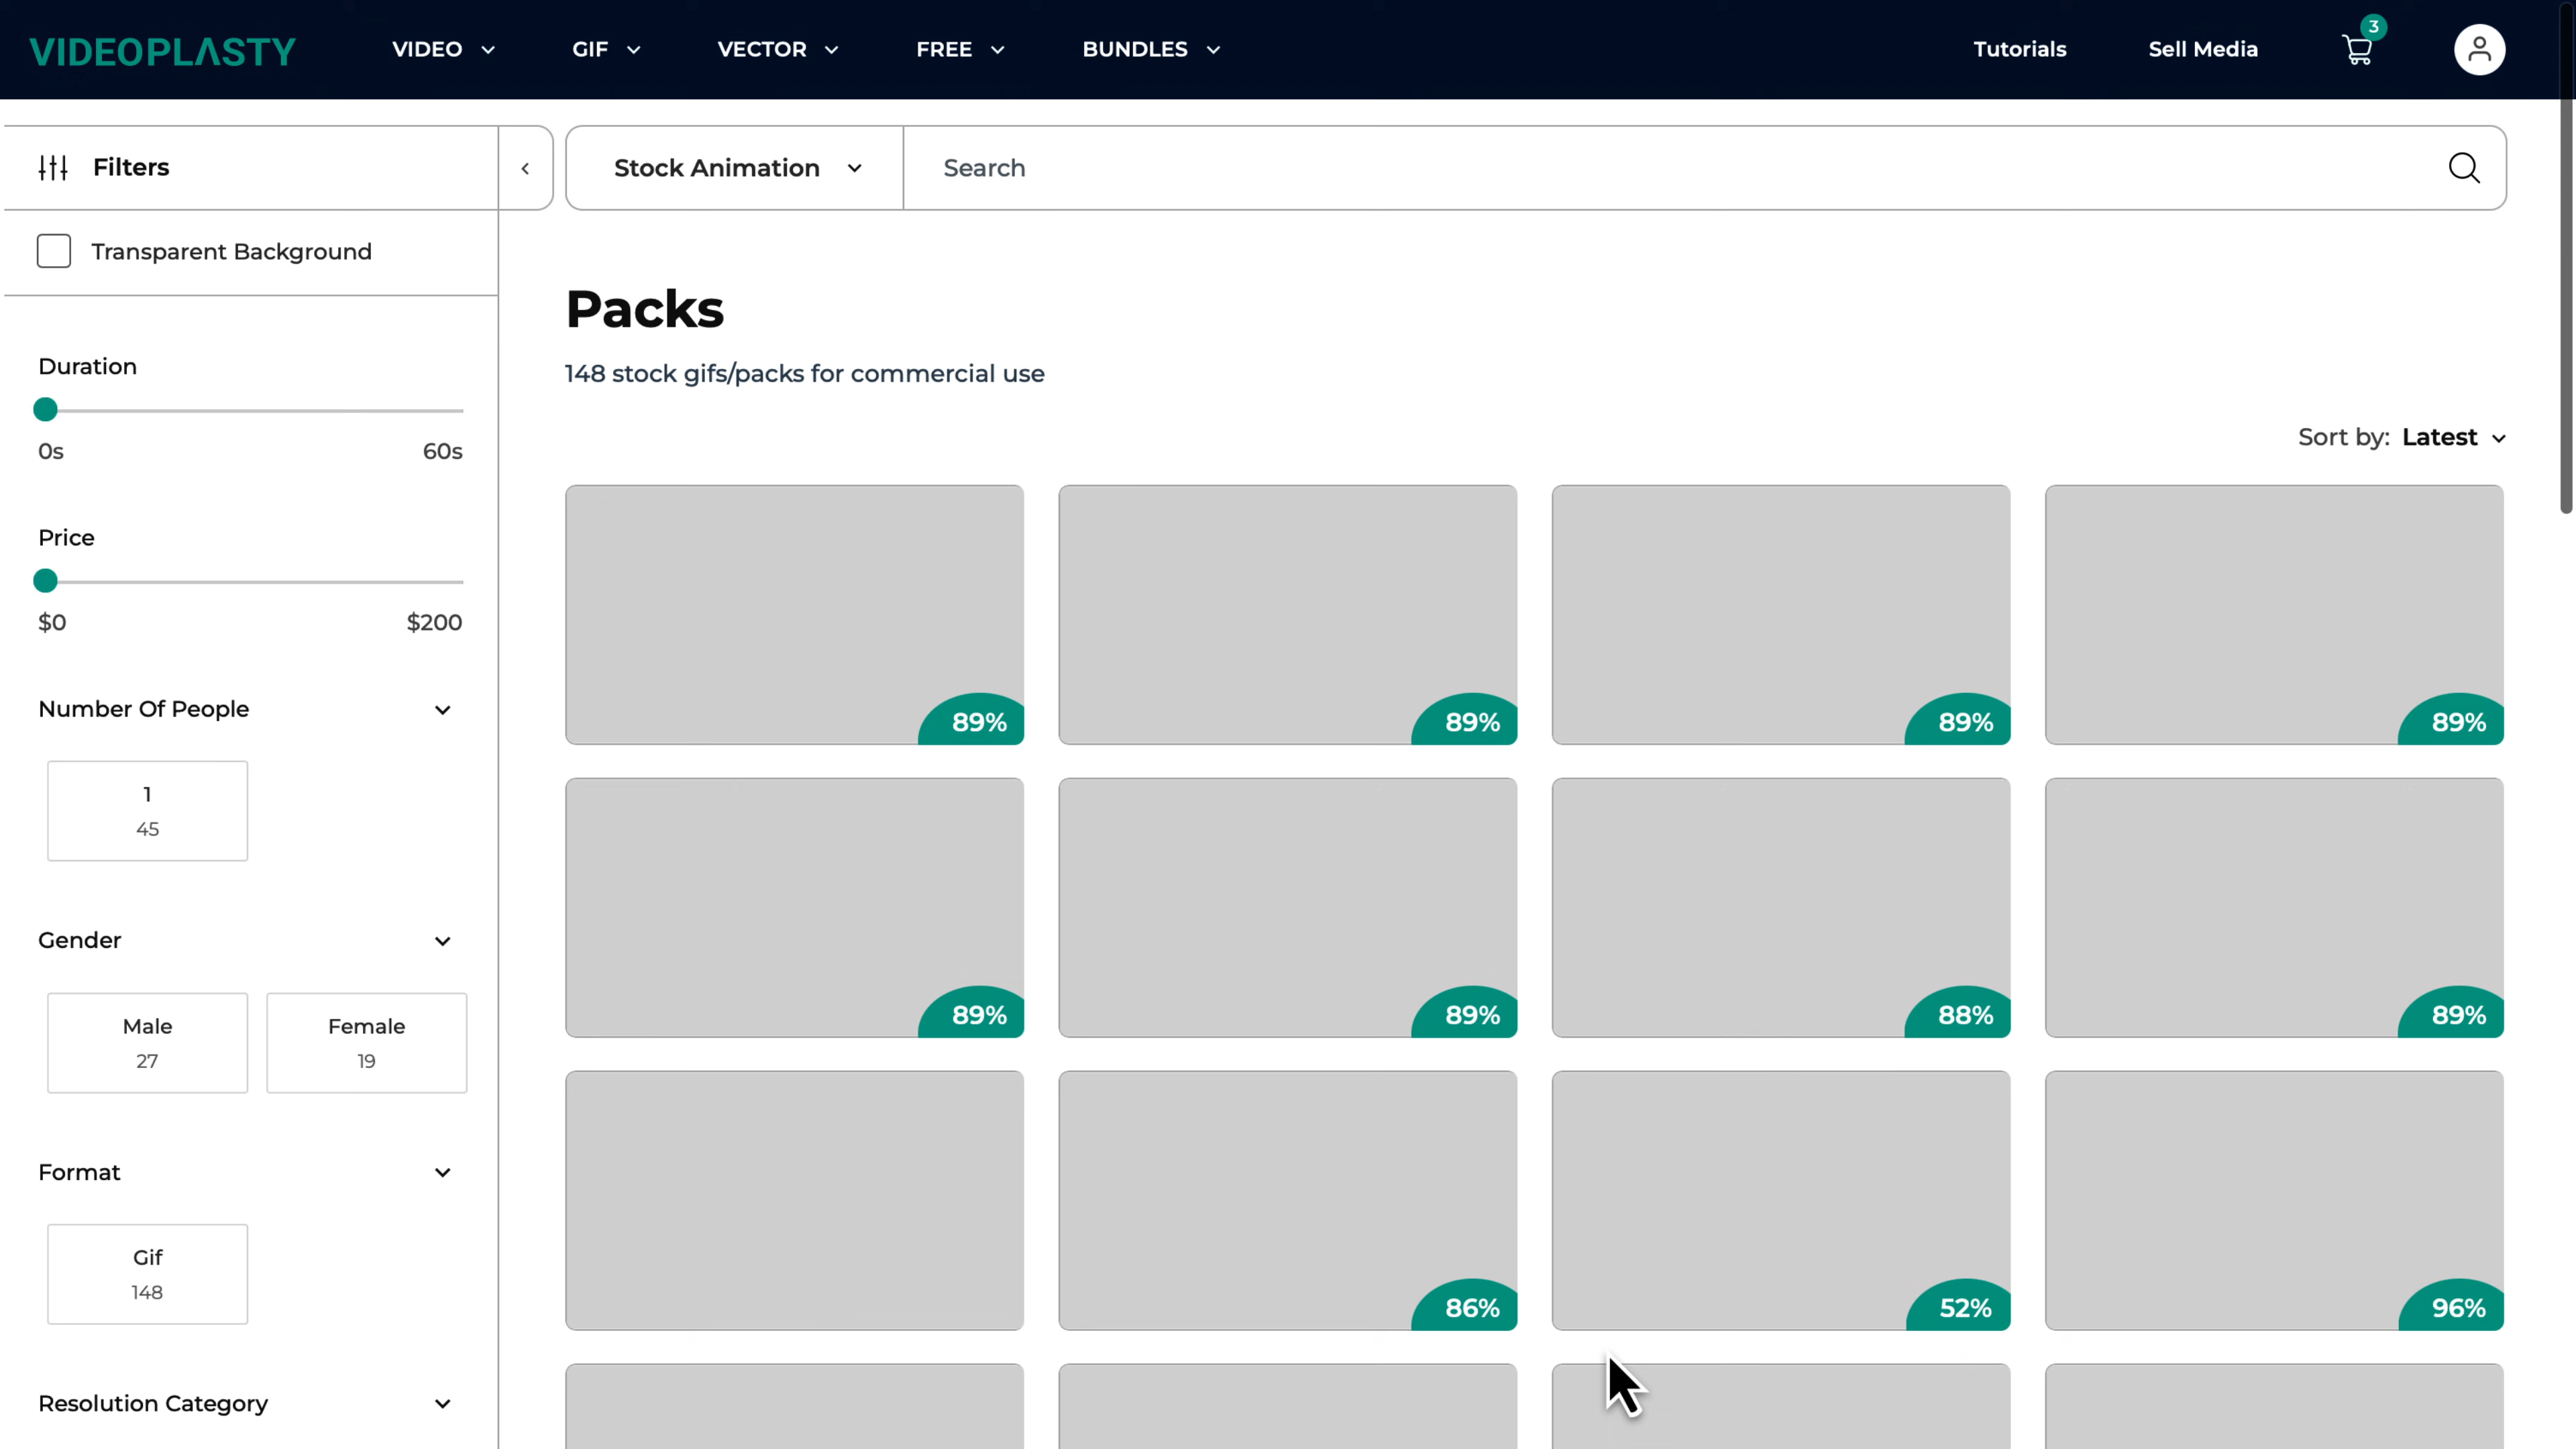 VIDEOPLASTY
VIDEO
GIF
VECTOR
FREE
BUNDLES
Tutorials
Sell Media
3
Filters
Stock Animation
Search
Transparent Background
Packs
148 stock gifs/packs for commercial use
Sort by: Latest
Duration
0s
60s
Price
$0
$200
Number Of People
1
45
Gender
Male
27
Female
19
Format
Gif
148
Resolution Category
89%
89%
89%
89%
89%
89%
88%
89%
86%
52%
96%